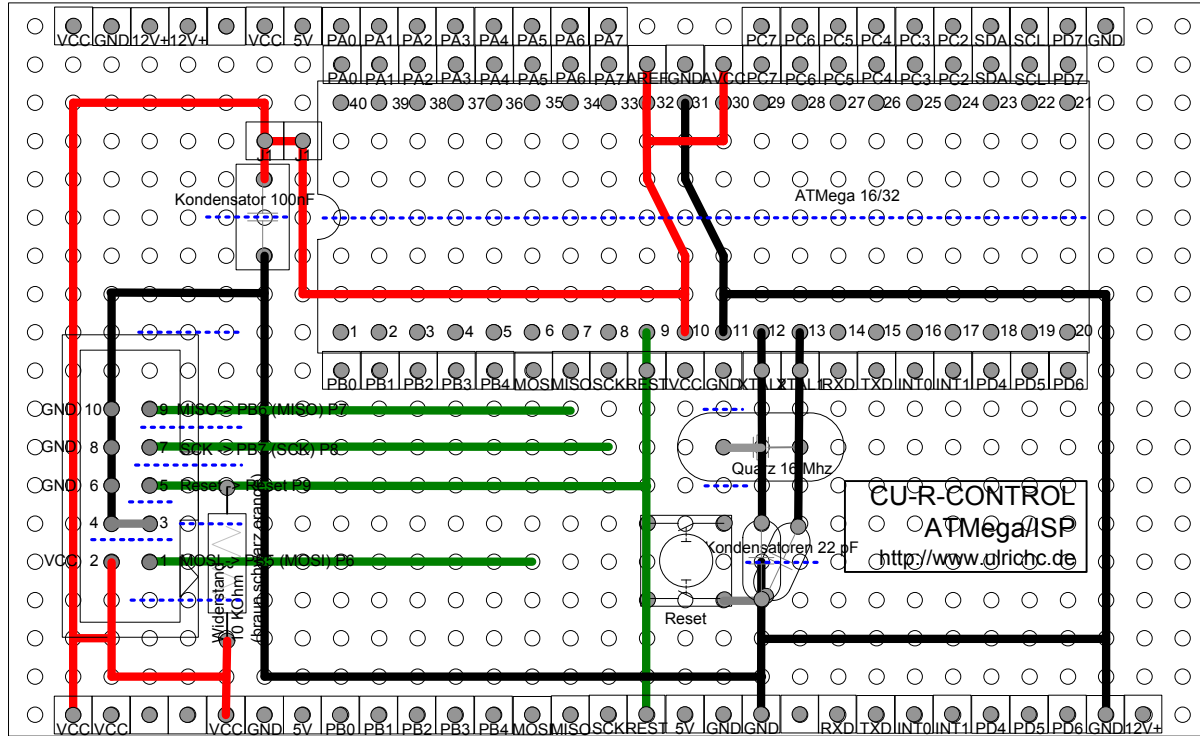 VCC GND 12V+ 12V+ VCC 5V PA0 PA1 PA2 PA3 PA4 PA5 PA6 PA7 PC7 PC6 PC5 PC4 PC3 PC2 SDA SCL PD7 GND
PA0 PA1 PA2 PA3 PA4 PA5 PA6 PA7 AREF GND AVCC PC7 PC6 PC5 PC4 PC3 PC2 SDA SCL PD7
40 39 38 37 36 35 34 33 32 31 30 29 28 27 26 25 24 23 22 21
J1 J1
Kondensator 100nF
ATMega 16/32
1 2 3 4 5 6 7 8 9 10 11 12 13 14 15 16 17 18 19 20
PB0 PB1 PB2 PB3 PB4 MOSI MISO SCK REST VCC GND XTAL2 XTAL1 RXD TXD INT0 INT1 PD4 PD5 PD6
(GND) 10 9 MISO-> PB6 (MISO) P7
(GND) 8 7 SCK -> PB7 (SCK) P8
Quarz 16 Mhz
(GND) 6 5 Reset -> Reset P9
4 3
(VCC) 2 1 MOSI -> PB5 (MOSI) P6
Widerstand
10 KOhm
(braun,schwarz,orange)
CU-R-CONTROL
ATMega/ISP
http://www.ulrichc.de
Kondensatoren 22 pF
Reset
VCC VCC VCC GND 5V PB0 PB1 PB2 PB3 PB4 MOSI MISO SCK REST 5V GND GND RXD TXD INT0 INT1 PD4 PD5 PD6 GND 12V+